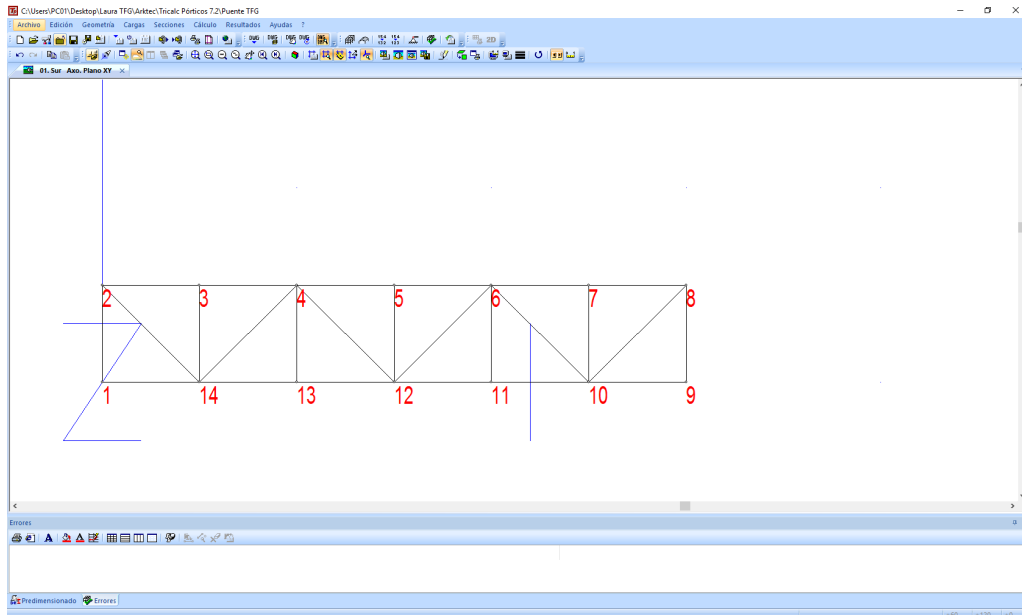 C:\Users\PC01\Desktop\Laura TFG\Arktec\Tricalc Pórticos 7.2\Puente TFG
Archivo Edición Geometría Cargas Secciones Cálculo Resultados Ayudas ?
01. Sur Axo. Plano XY
2 3 4 5 6 7 8
1 14 13 12 11 10 9
Errores
Predimensionado Errores